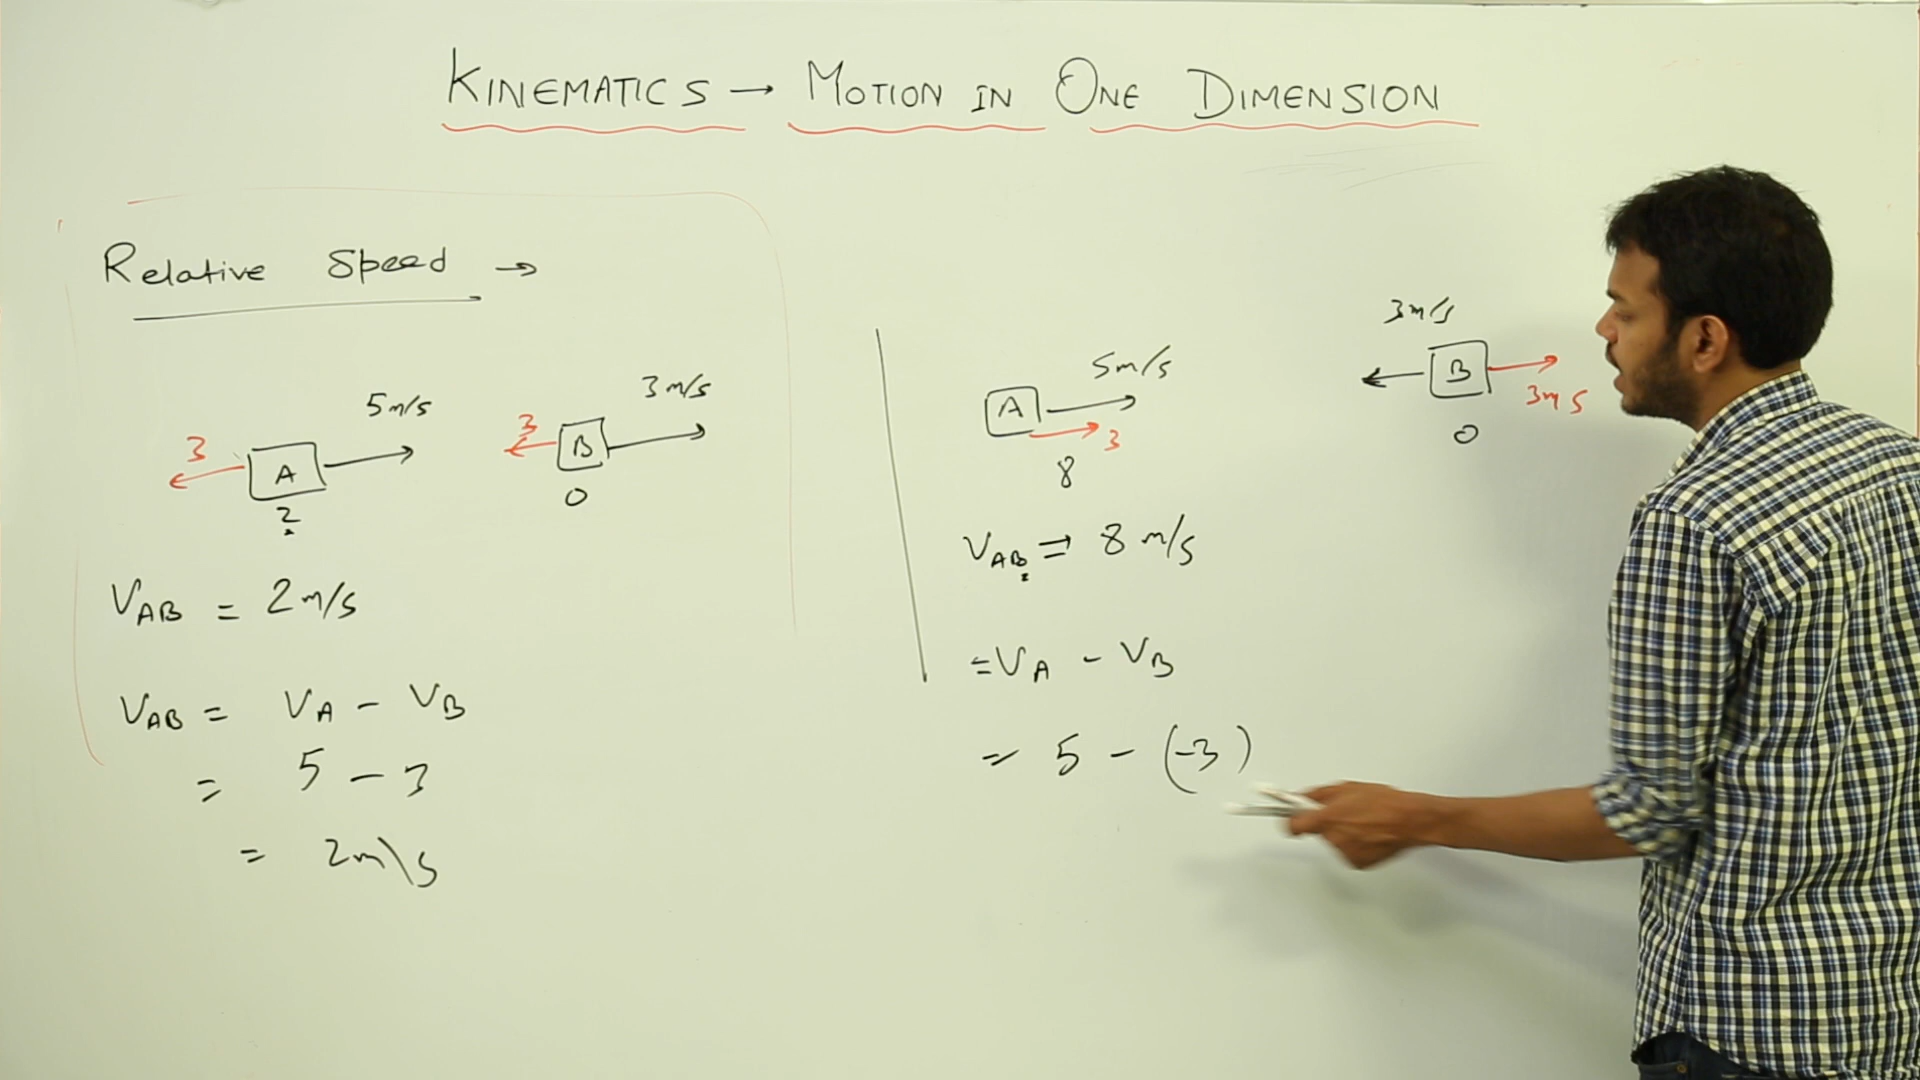 KINEMATICS → MOTION IN ONE DIMENSION
Relative Speed →
5m/s
3m/s
3
A
2
3
B
0
V_AB = 2m/s
V_AB = V_A - V_B
= 5 - 3
= 2m/s
5m/s
A
3
8
3m/s
B
3m s
0
V_AB ⇒ 8 m/s
= V_A - V_B
= 5 - (-3)